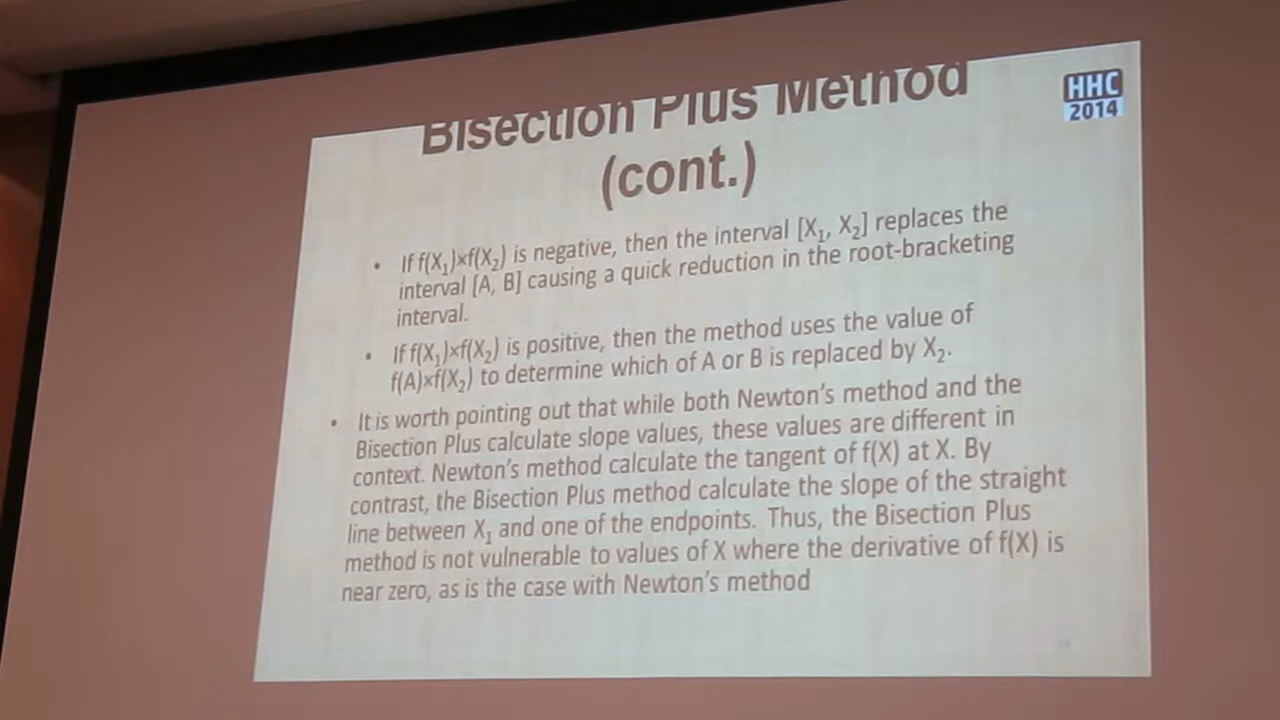 Bisection Plus Method
(cont.)
HHC
2014
• If f(X₁)×f(X₂) is negative, then the interval [X₁, X₂] replaces the
interval [A, B] causing a quick reduction in the root-bracketing
interval.
• If f(X₁)×f(X₂) is positive, then the method uses the value of
f(A)×f(X₂) to determine which of A or B is replaced by X₂.
• It is worth pointing out that while both Newton's method and the
Bisection Plus calculate slope values, these values are different in
context. Newton's method calculate the tangent of f(X) at X. By
contrast, the Bisection Plus method calculate the slope of the straight
line between X₁ and one of the endpoints. Thus, the Bisection Plus
method is not vulnerable to values of X where the derivative of f(X) is
near zero, as is the case with Newton's method